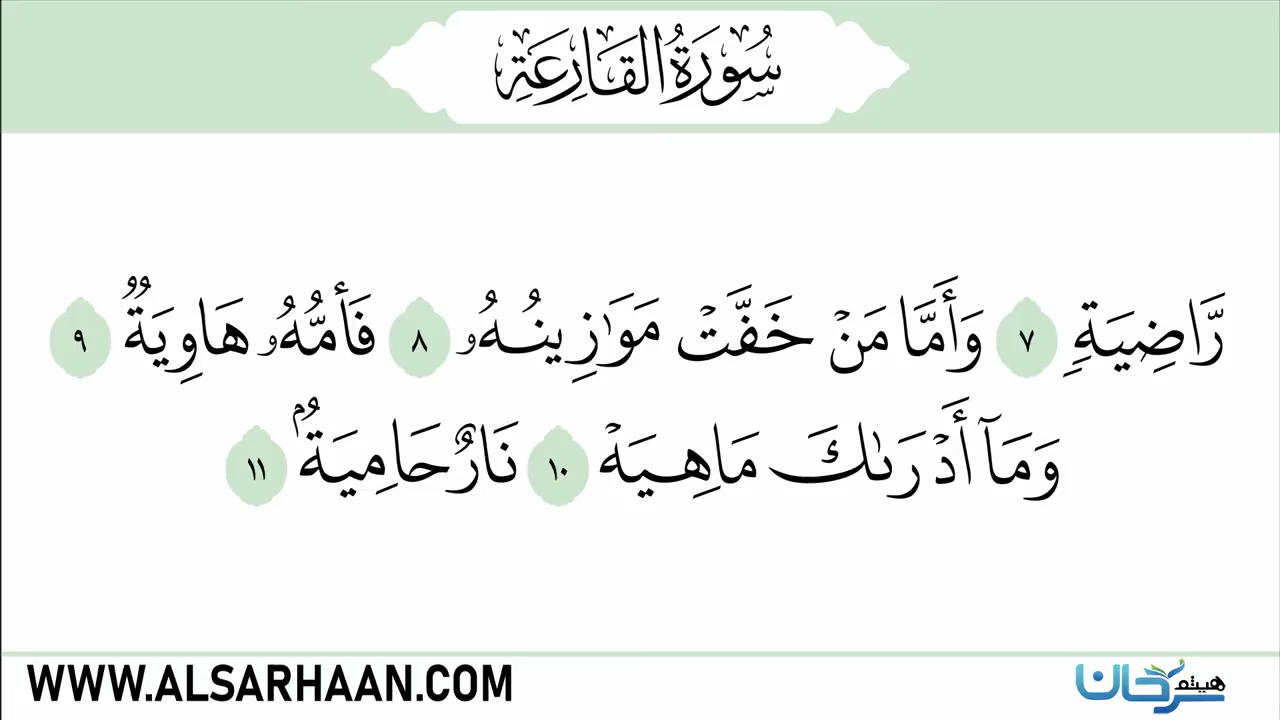 سُورَةُ القَارِعَةِ
رَّاضِيَةٖ ٧ وَأَمَّا مَنۡ خَفَّتۡ مَوَٰزِينُهُۥ ٨ فَأُمُّهُۥ هَاوِيَةٞ ٩
وَمَآ أَدۡرَىٰكَ مَا هِيَهۡ ١٠ نَارٌ حَامِيَةُۢ ١١
WWW.ALSARHAAN.COM
هيثم سرحان